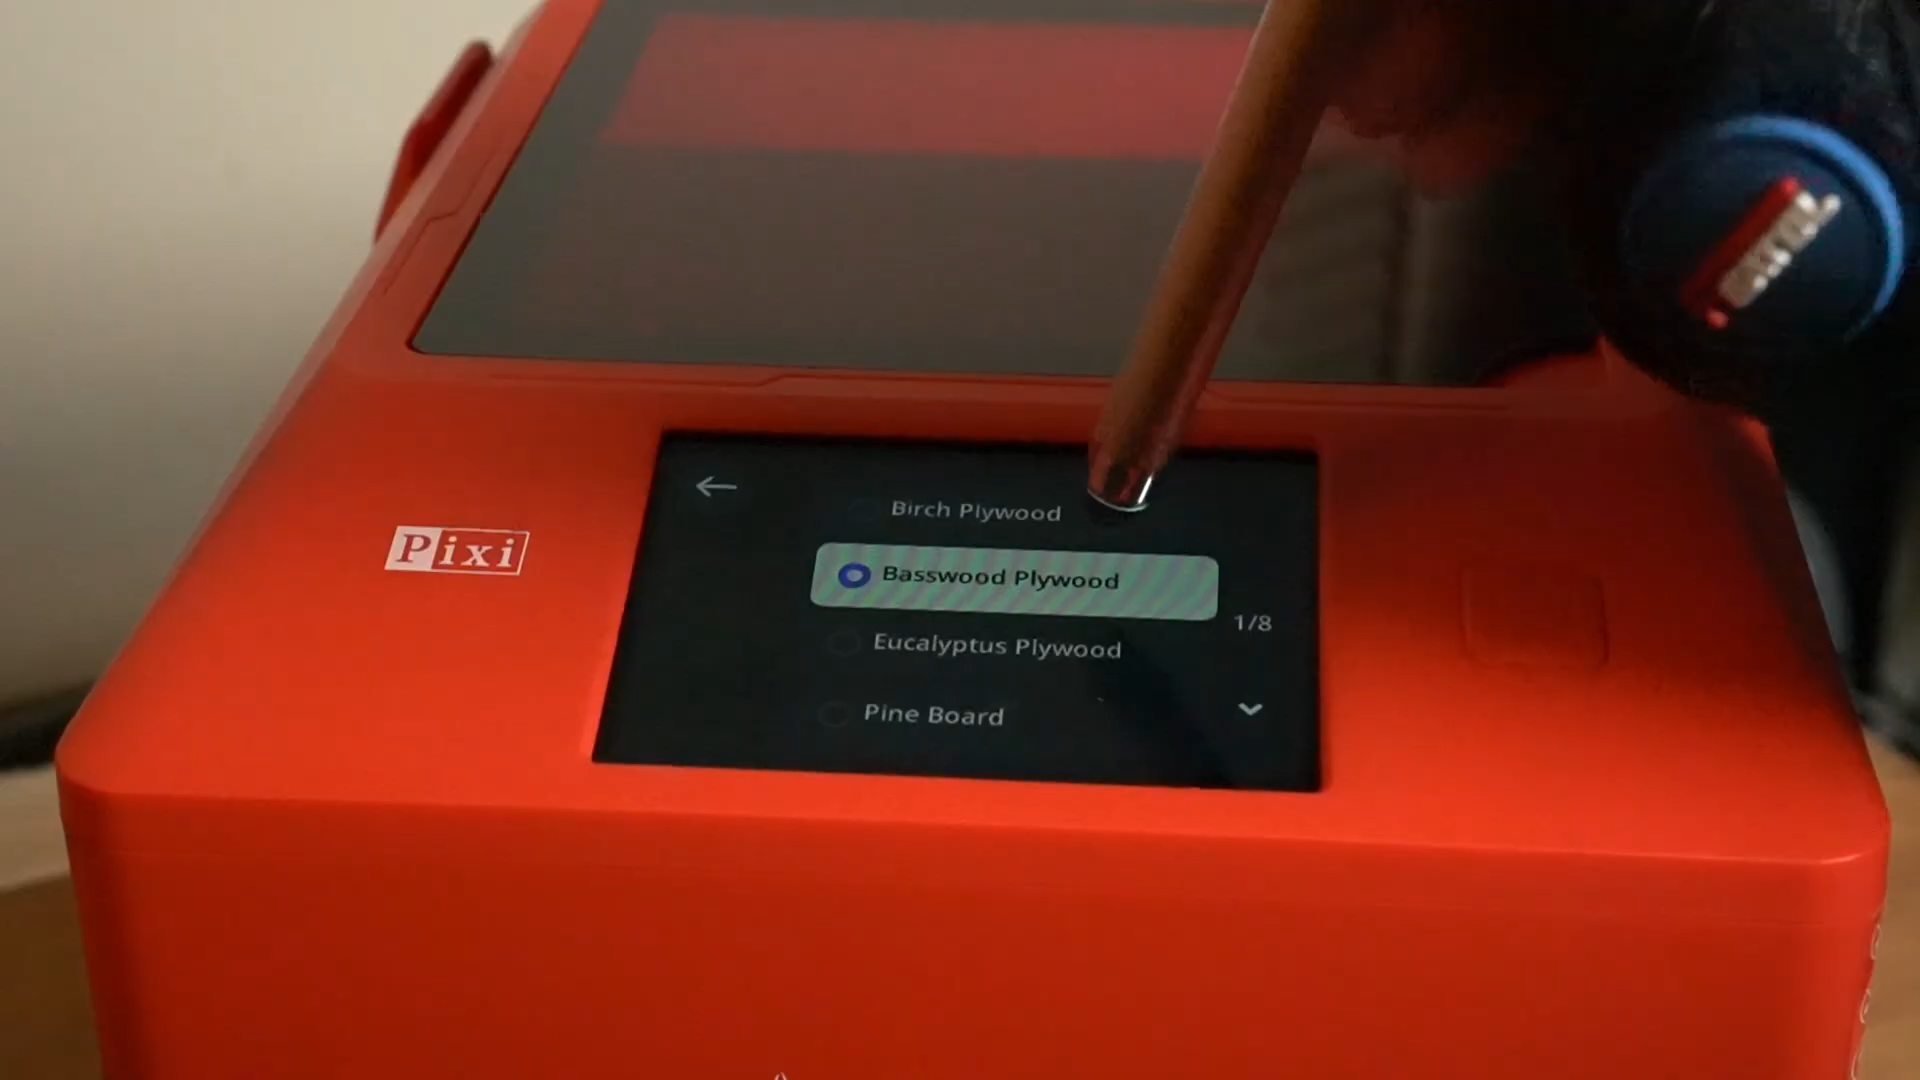 Birch Plywood
Pixi
Basswood Plywood
1/8
Eucalyptus Plywood
Pine Board